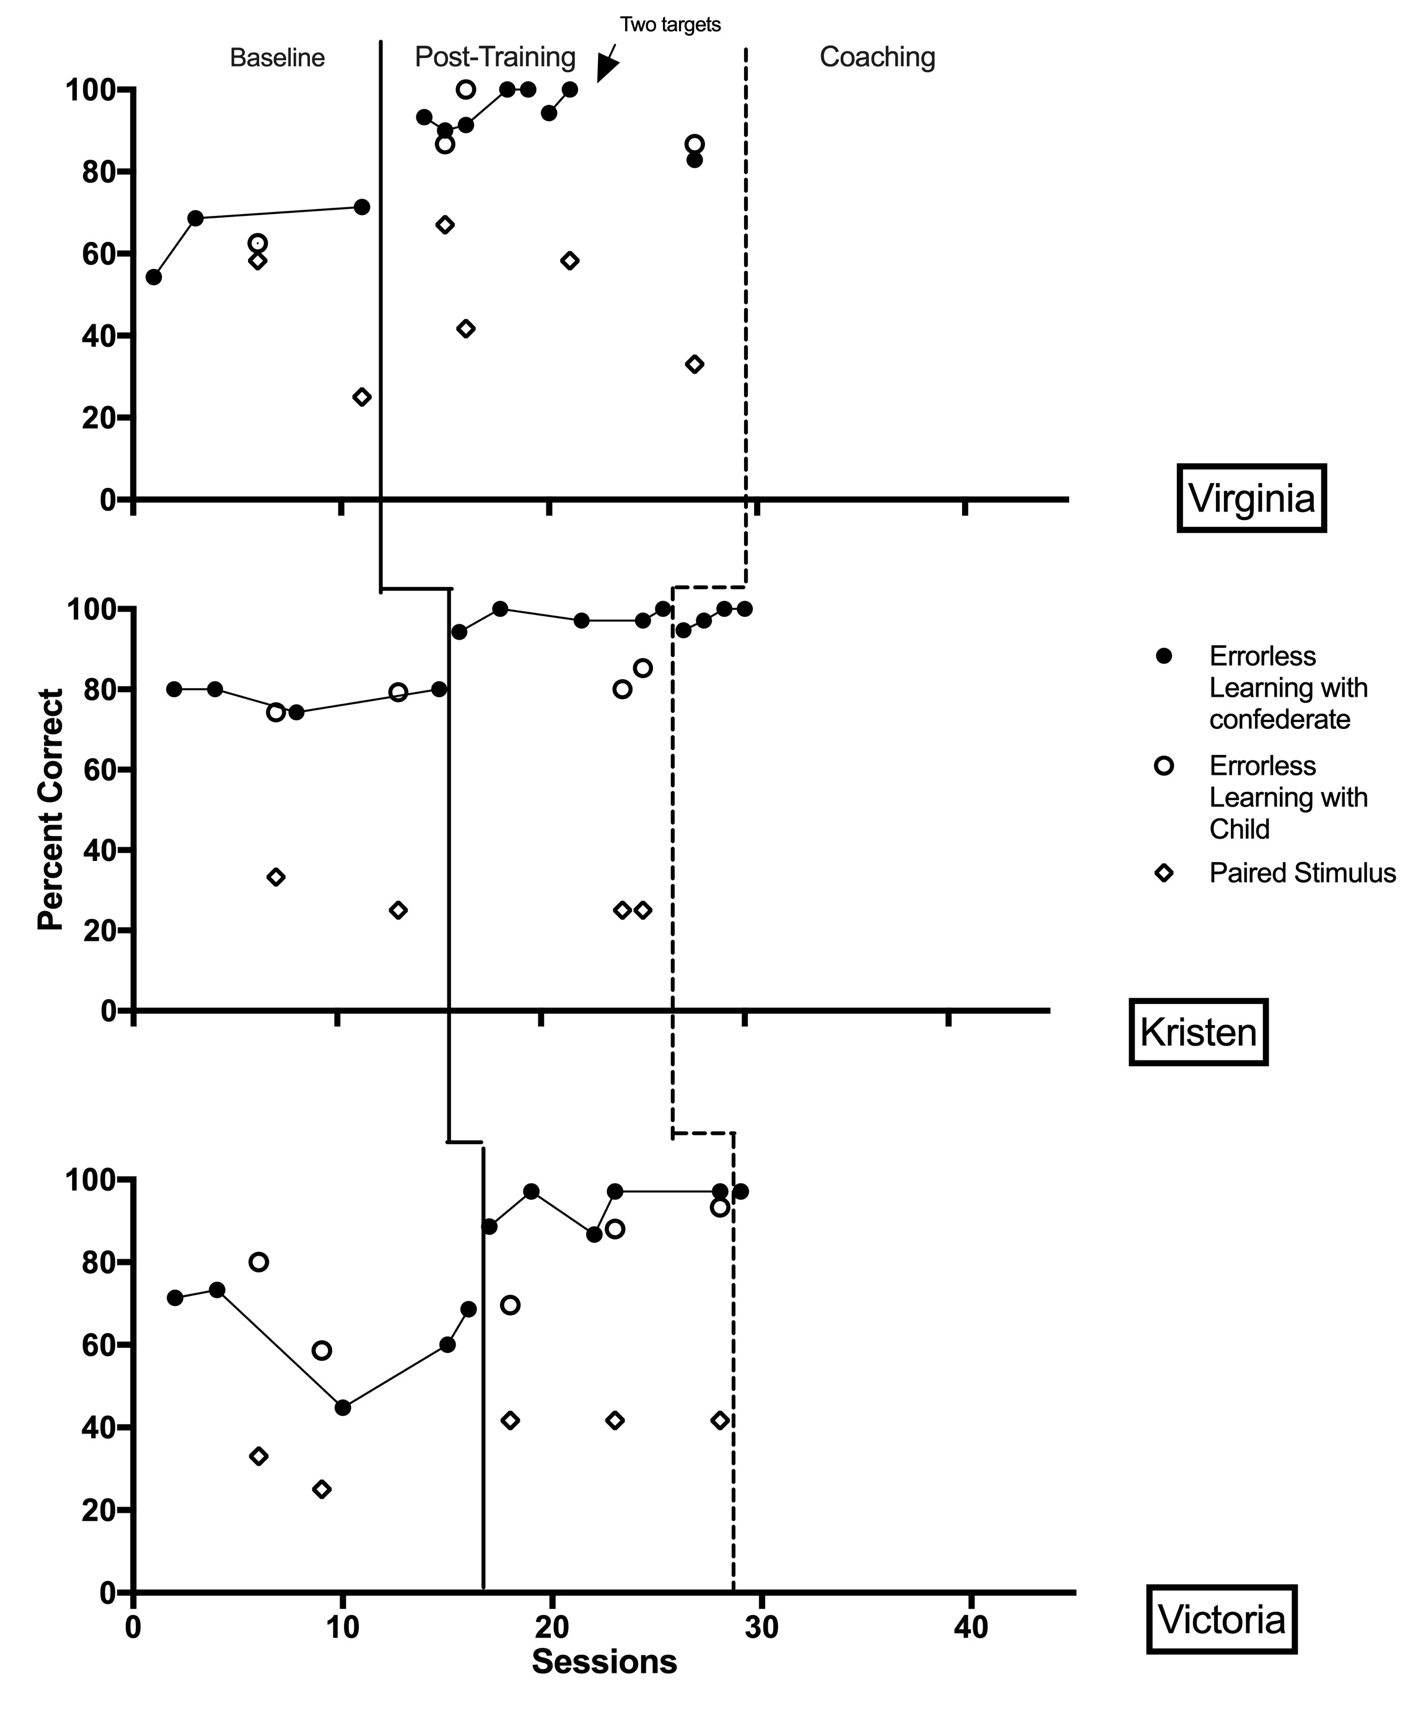 Two targets
Baseline
Post-Training
Coaching
100
80
60
40
20
0
Virginia
100
80
60
40
20
0
Kristen
Percent Correct
Errorless
Learning with
confederate
Errorless
Learning with
Child
Paired Stimulus
100
80
60
40
20
0
0
10
20
30
40
Sessions
Victoria